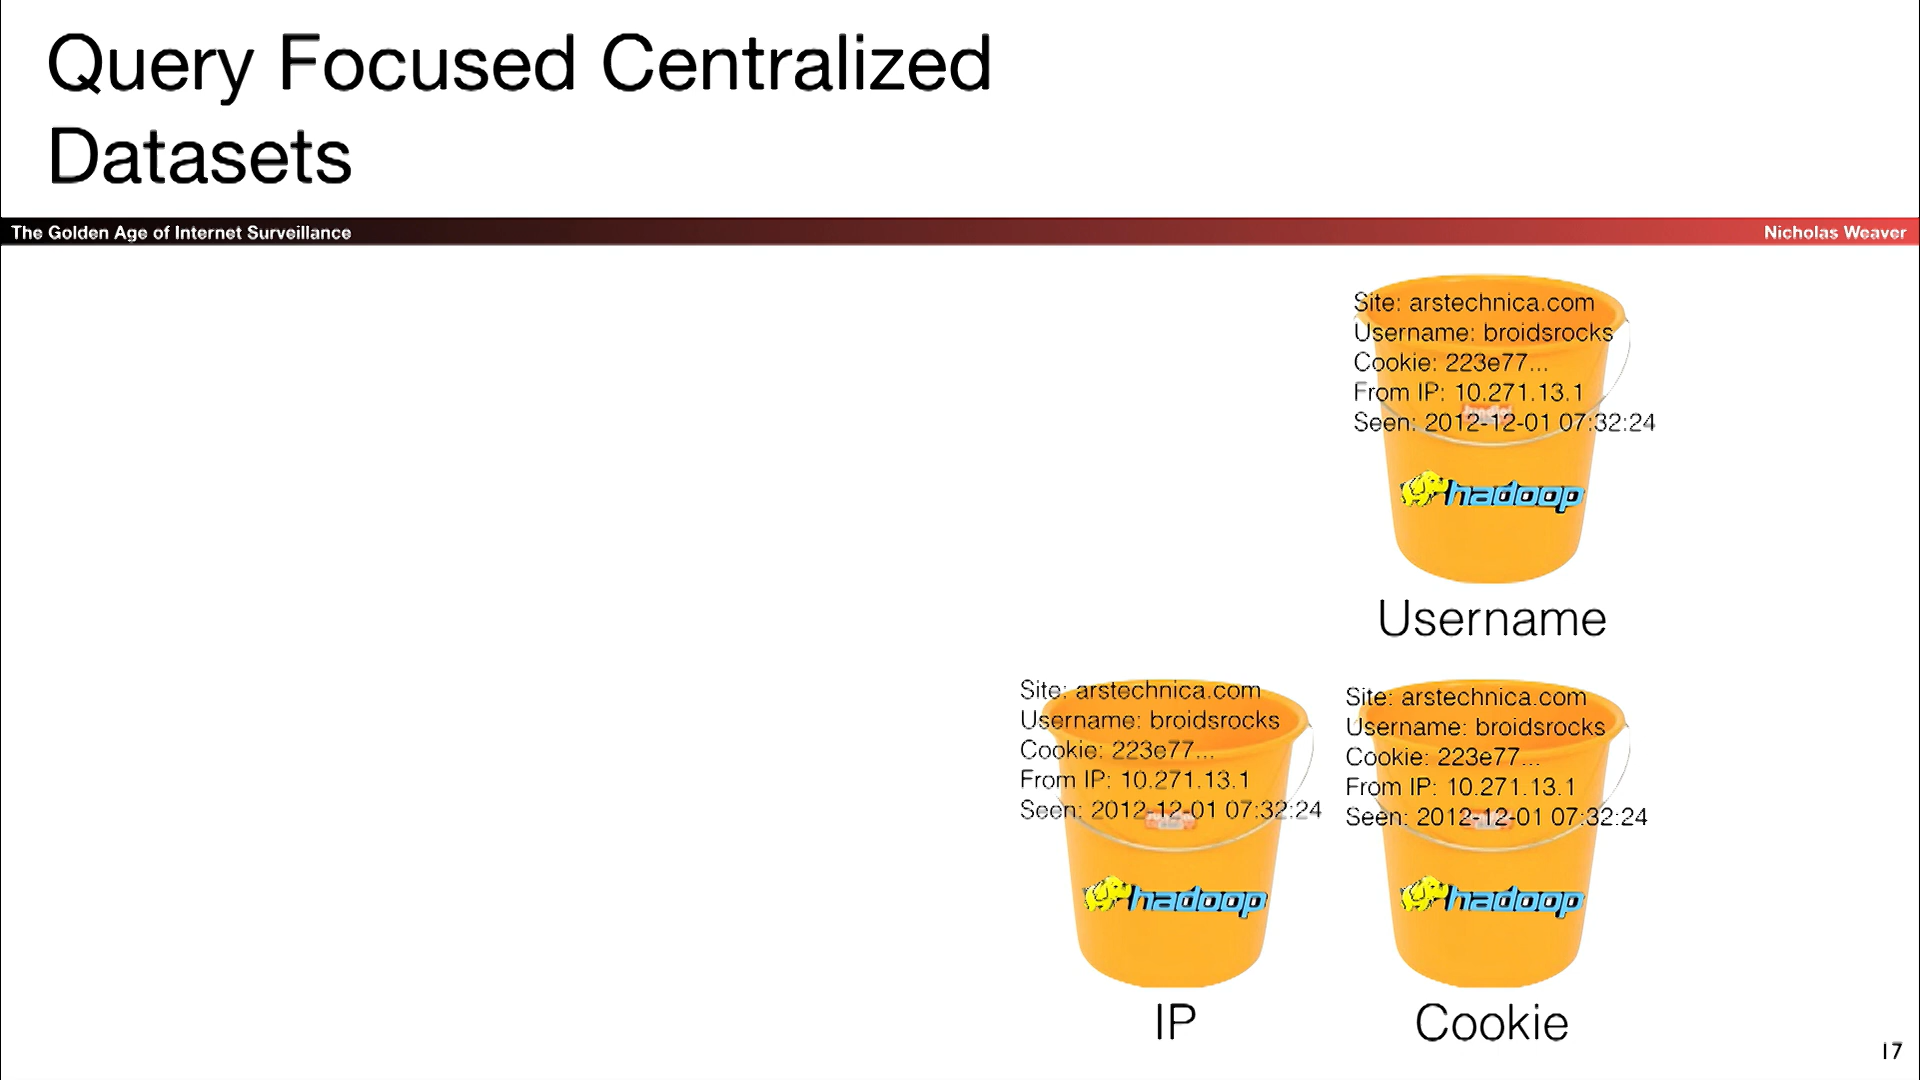 Query Focused Centralized
Datasets
The Golden Age of Internet Surveillance
Nicholas Weaver
Site: arstechnica.com
Username: broidsrocks
Cookie: 223e77...
From IP: 10.271.13.1
Seen: 2012-12-01 07:32:24
hadoop
Username
Site: arstechnica.com
Username: broidsrocks
Cookie: 223e77...
From IP: 10.271.13.1
Seen: 2012-12-01 07:32:24
hadoop
IP
Site: arstechnica.com
Username: broidsrocks
Cookie: 223e77...
From IP: 10.271.13.1
Seen: 2012-12-01 07:32:24
hadoop
Cookie
17